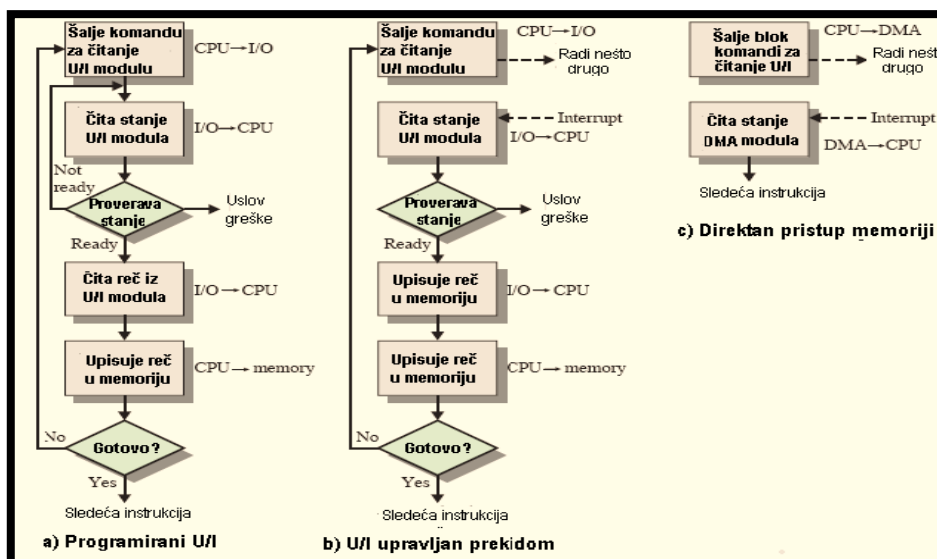 Šalje komandu
za čitanje
U/I modulu
CPU→I/O
Čita stanje
U/I modula
I/O→CPU
Not
ready
Proverava
stanje
Uslov
greške
Ready
Čita reč iz
U/I modula
I/O→CPU
Upisuje reč
u memoriju
CPU→memory
No
Gotovo?
Yes
Sledeća instrukcija
a) Programirani U/I
Šalje komandu
za čitanje
U/I modulu
CPU→I/O
Radi nešto
drugo
Čita stanje
U/I modula
Interrupt
I/O→CPU
Proverava
stanje
Uslov
greške
Ready
Upisuje reč
u memoriju
I/O→CPU
Upisuje reč
u memoriju
CPU→memory
No
Gotovo?
Yes
Sledeća instrukcija
b) U/I upravljan prekidom
Šalje blok
komandi za
čitanje U/I
CPU→DMA
Radi nešto
drugo
Čita stanje
DMA modula
Interrupt
DMA→CPU
Sledeća instrukcija
c) Direktan pristup memoriji